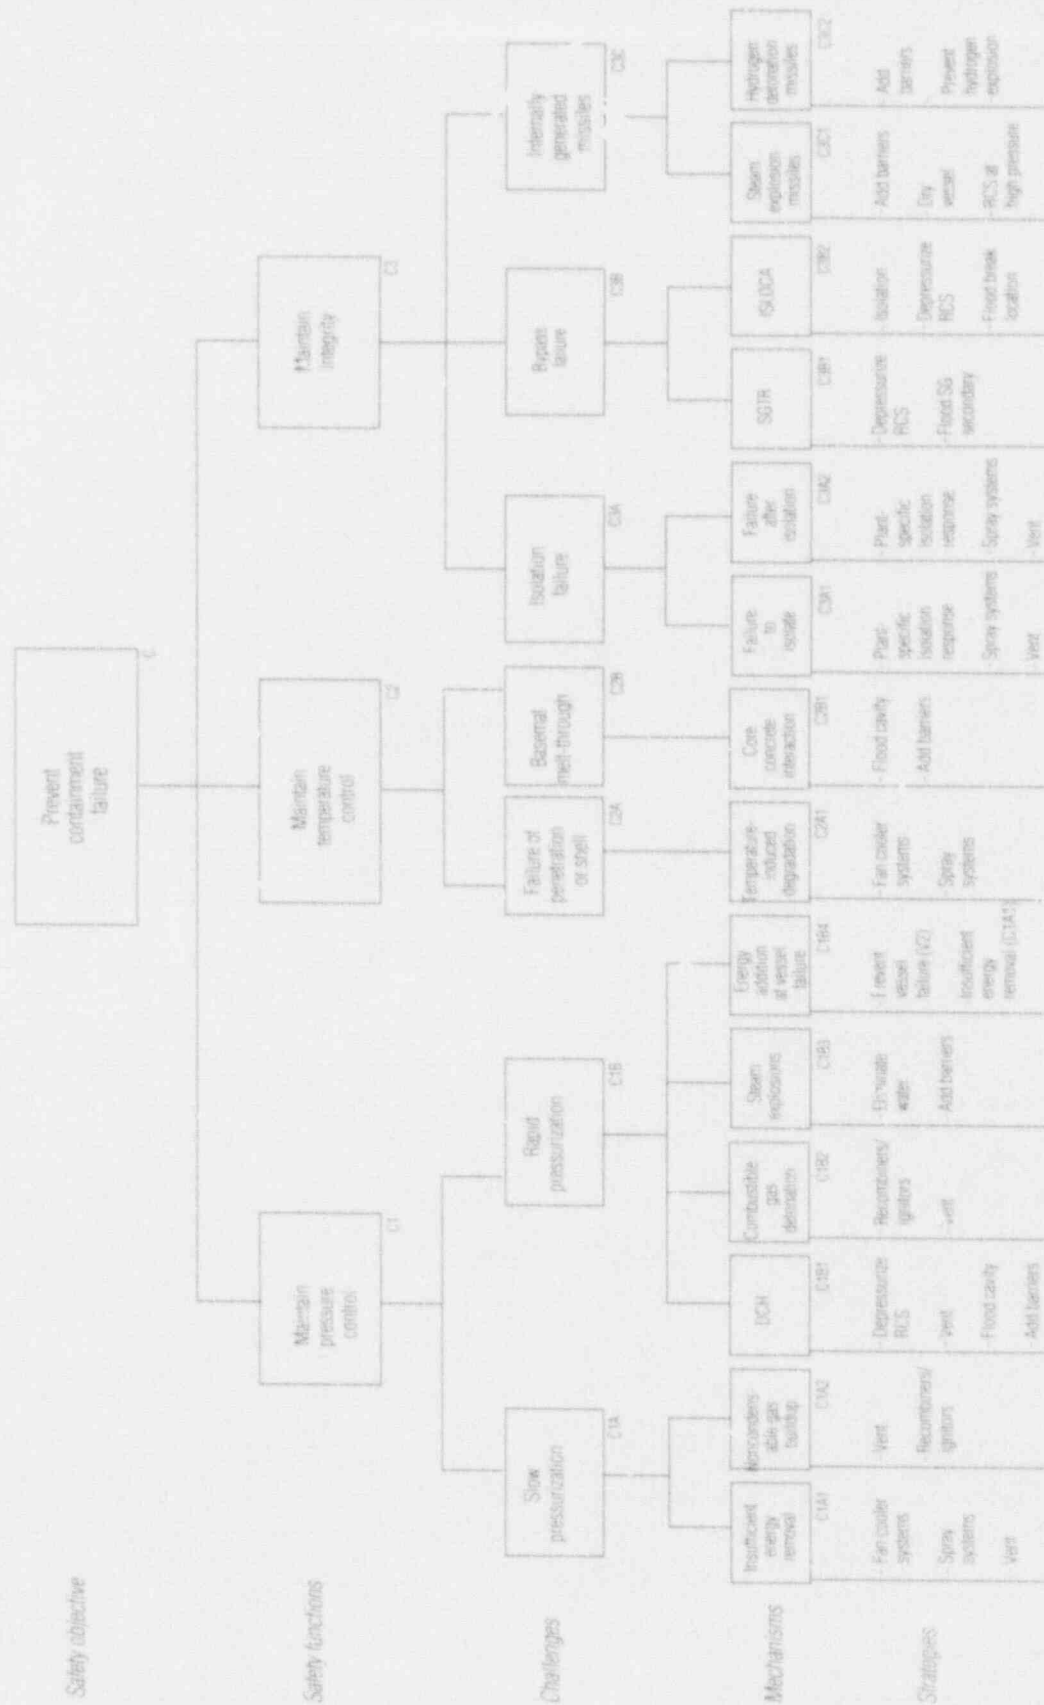 Safety objective
Prevent
containment
failure
C
Safety functions
Maintain
pressure
control
C1
Maintain
temperature
control
C2
Maintain
integrity
C3
Challenges
Slow
pressurization
C1A
Rapid
pressurization
C1B
Failure of
penetration
or shell
C2A
Basemat
melt-through
C2B
Isolation
failure
C3A
Bypass
failure
C3B
Internally
generated
missiles
C3C
Mechanisms
Insufficient
energy
removal
C1A1
Noncondens-
able gas
buildup
C1A2
DCH
C1B1
Combustible
gas
detonation
C1B2
Steam
explosions
C1B3
Energy
addition
at vessel
failure
C1B4
Temperature-
induced
degradation
C2A1
Core
concrete
interaction
C2B1
Failure
to
isolate
C3A1
Failure
after
isolation
C3A2
SGTR
C3B1
ISLOCA
C3B2
Steam
explosion
missiles
C3C1
Hydrogen
detonation
missiles
C3C2
Strategies
- Fan cooler
systems
- Spray
systems
- Vent
- Vent
- Recombiners/
ignitors
- Depressurize
RCS
- Vent
- Flood cavity
- Add barriers
- Recombiners/
ignitors
- Vent
- Eliminate
water
- Add barriers
- Prevent
vessel
failure (V2)
- Insufficient
energy
removal (C1A1)
- Fan cooler
systems
- Spray
systems
- Flood cavity
- Add barriers
- Plant-
specific
isolation
response
- Spray systems
- Vent
- Plant-
specific
isolation
response
- Spray systems
- Vent
- Depressurize
RCS
- Flood SG
secondary
- Isolation
- Depressurize
RCS
- Flood break
location
- Add barriers
- Dry
vessel
- RCS at
high pressure
- Add
barriers
- Prevent
hydrogen
explosion